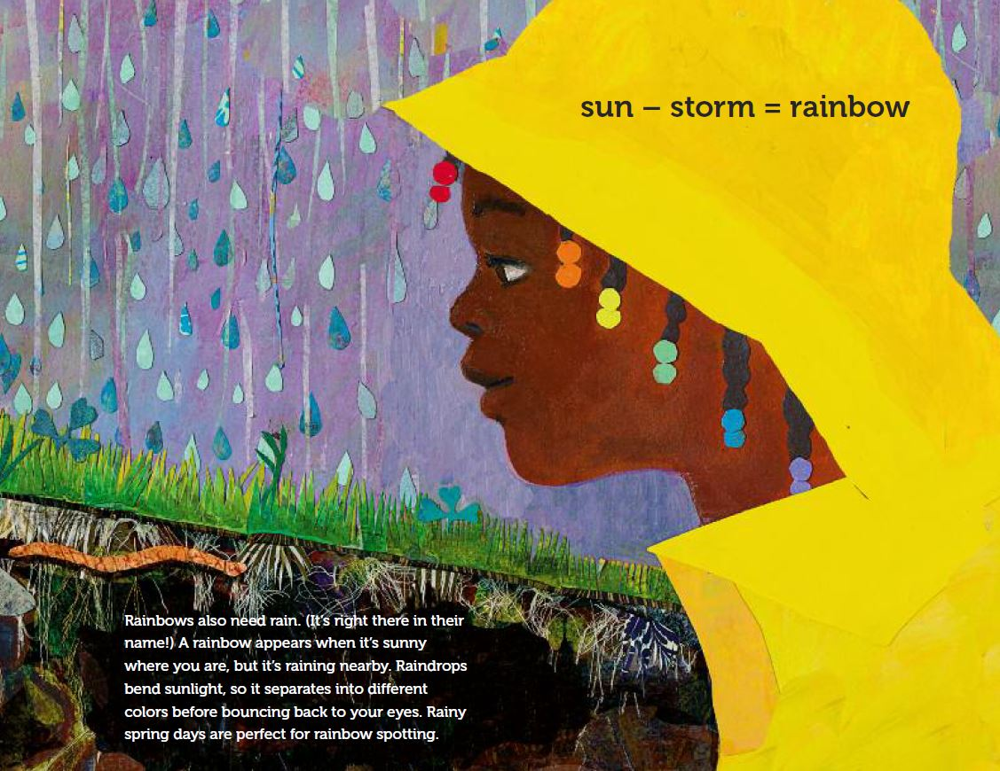 sun – storm = rainbow
Rainbows also need rain. (It's right there in their
name!) A rainbow appears when it's sunny
where you are, but it's raining nearby. Raindrops
bend sunlight, so it separates into different
colors before bouncing back to your eyes. Rainy
spring days are perfect for rainbow spotting.